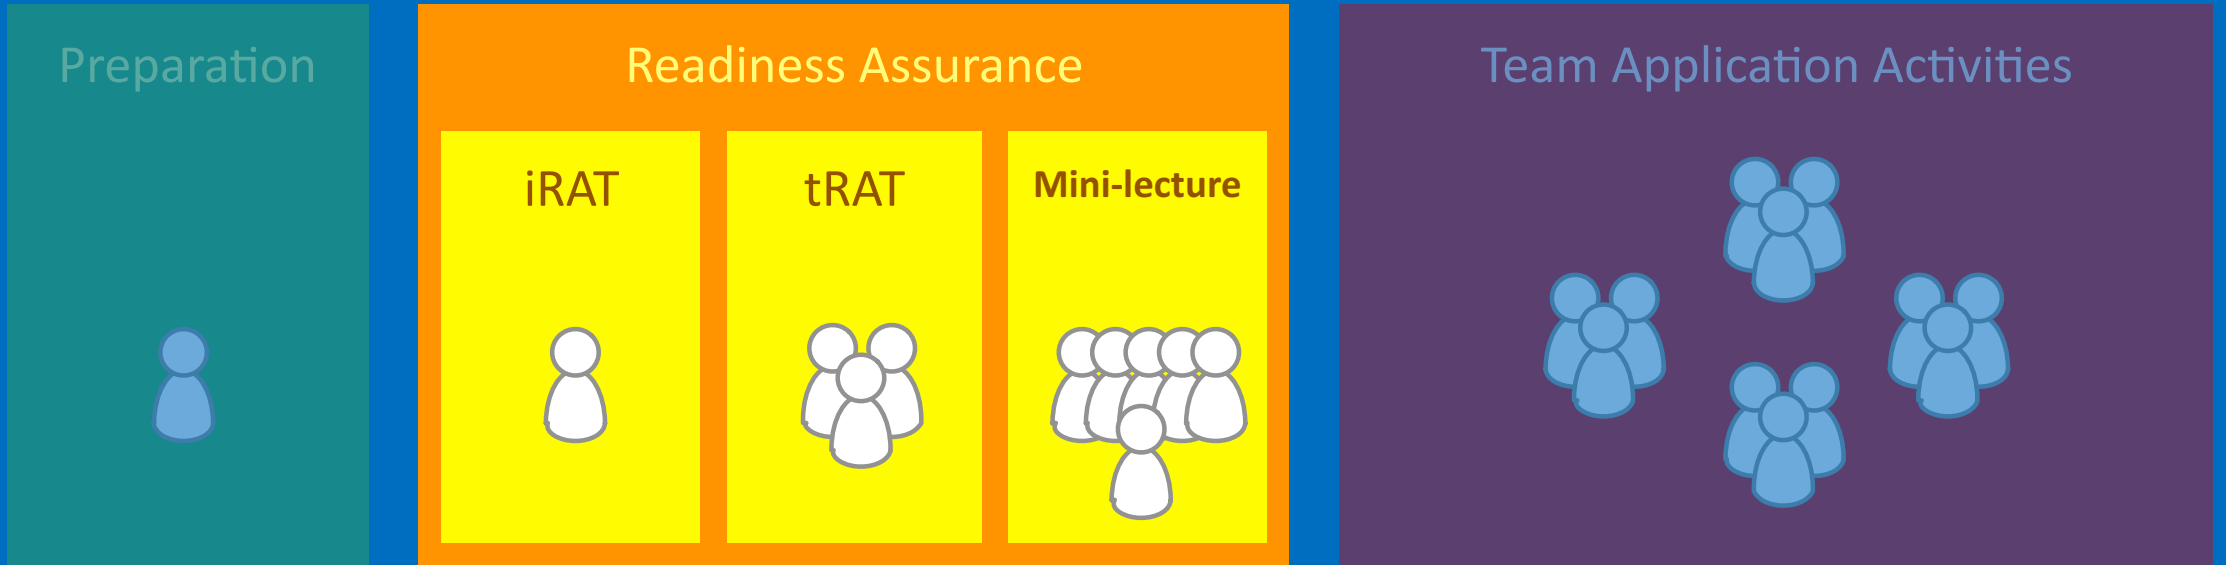 Preparation
Readiness Assurance
iRAT
tRAT
Mini-lecture
Team Application Activities